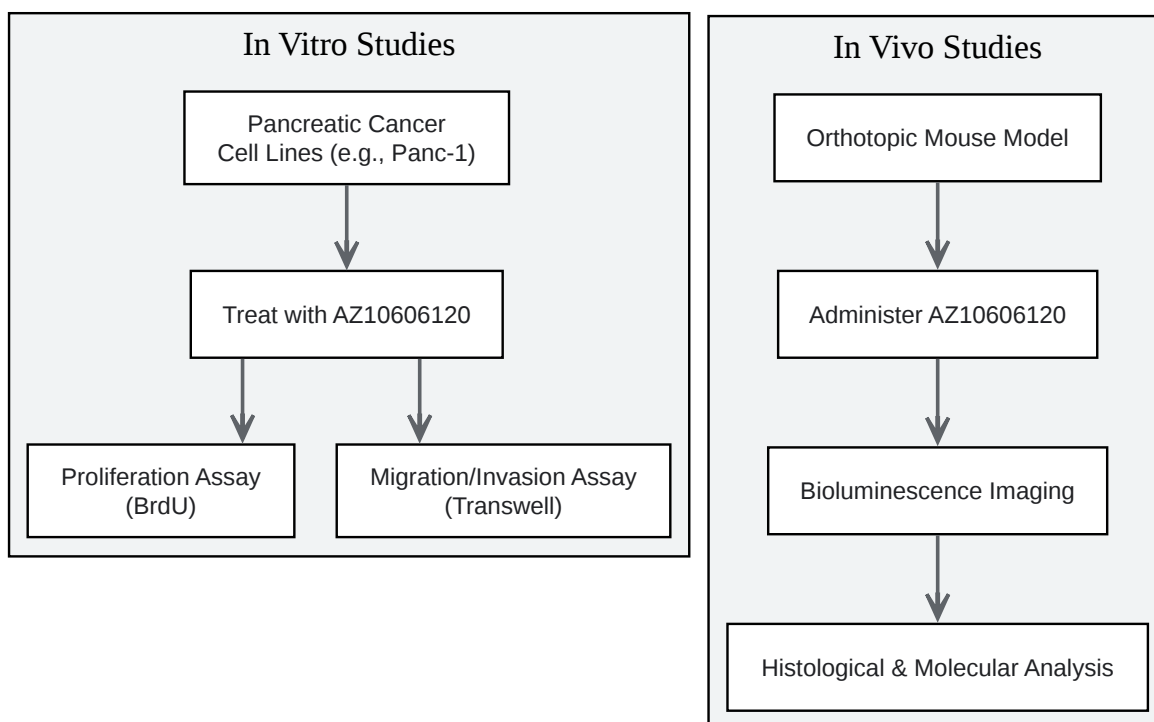 In Vitro Studies
Pancreatic Cancer
Cell Lines (e.g., Panc-1)
Treat with AZ10606120
Proliferation Assay
(BrdU)
Migration/Invasion Assay
(Transwell)
In Vivo Studies
Orthotopic Mouse Model
Administer AZ10606120
Bioluminescence Imaging
Histological & Molecular Analysis